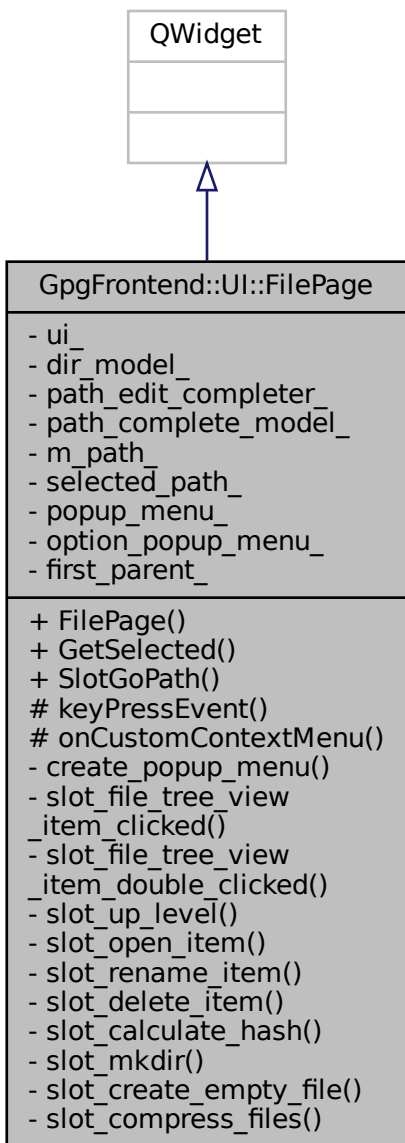 QWidget
GpgFrontend::UI::FilePage
- ui_
- dir_model_
- path_edit_completer_
- path_complete_model_
- m_path_
- selected_path_
- popup_menu_
- option_popup_menu_
- first_parent_
+ FilePage()
+ GetSelected()
+ SlotGoPath()
# keyPressEvent()
# onCustomContextMenu()
- create_popup_menu()
- slot_file_tree_view
_item_clicked()
- slot_file_tree_view
_item_double_clicked()
- slot_up_level()
- slot_open_item()
- slot_rename_item()
- slot_delete_item()
- slot_calculate_hash()
- slot_mkdir()
- slot_create_empty_file()
- slot_compress_files()